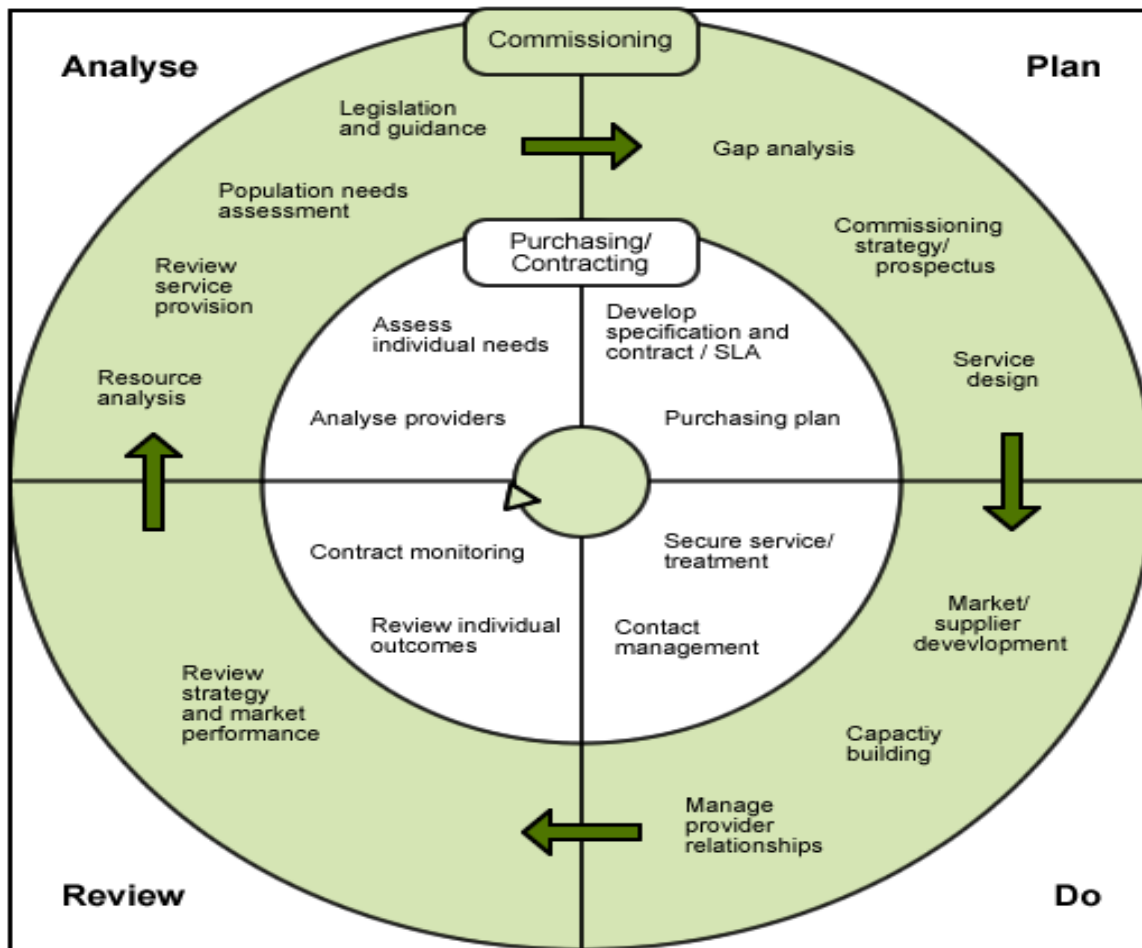 Commissioning
Analyse
Plan
Legislation
and guidance
Gap analysis
Population needs
assessment
Commissioning
strategy/
prospectus
Purchasing/
Contracting
Review
service
provision
Assess
individual needs
Develop
specification and
contract / SLA
Resource
analysis
Service
design
Analyse providers
Purchasing plan
Contract monitoring
Secure service/
treatment
Review individual
outcomes
Contact
management
Market/
supplier
devevlopment
Review
strategy
and market
performance
Capactiy
building
Manage
provider
relationships
Review
Do